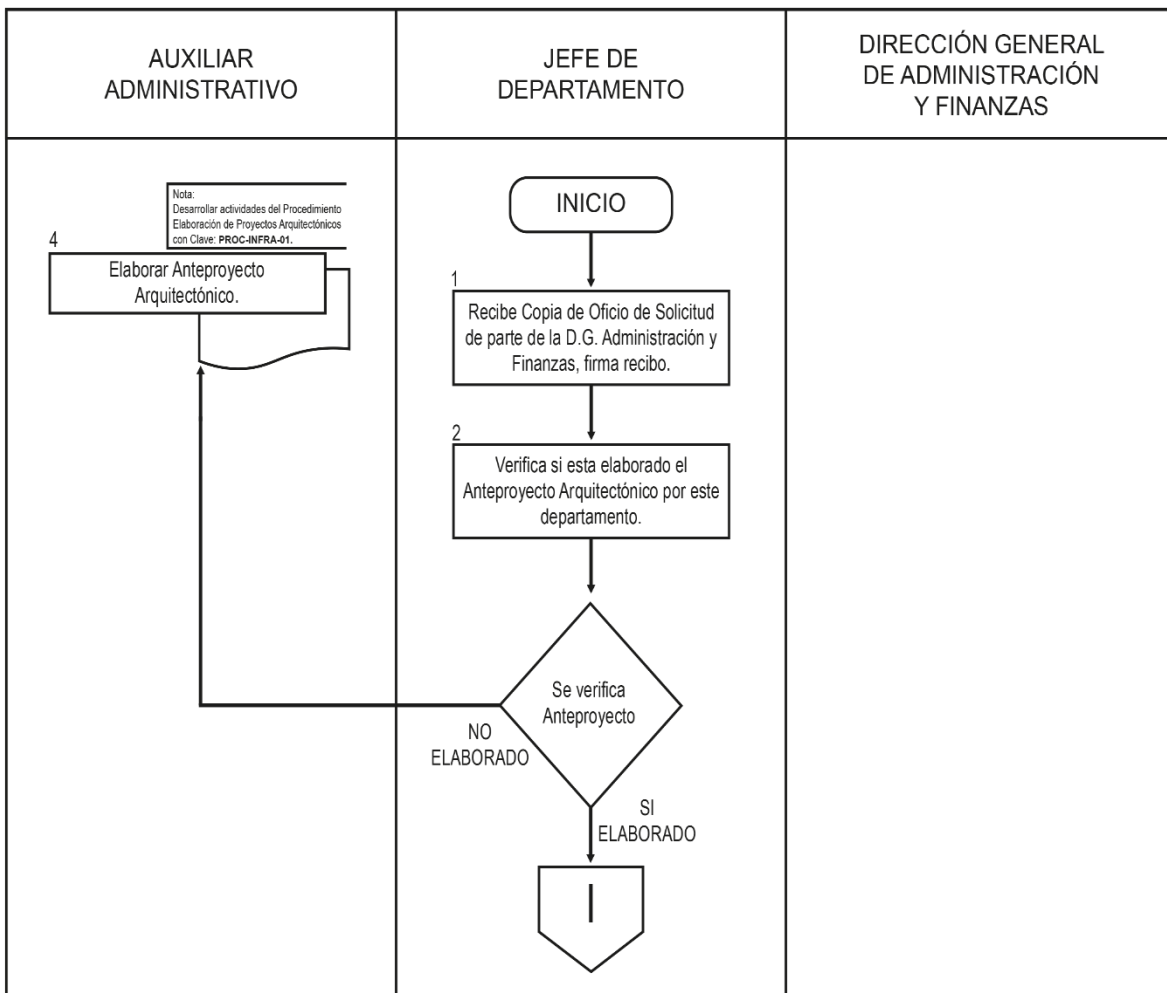 AUXILIAR
ADMINISTRATIVO
JEFE DE
DEPARTAMENTO
DIRECCIÓN GENERAL
DE ADMINISTRACIÓN
Y FINANZAS
Nota:
Desarrollar actividades del Procedimiento
Elaboración de Proyectos Arquitectónicos
con Clave: PROC-INFRA-01.
4
Elaborar Anteproyecto
Arquitectónico.
INICIO
1
Recibe Copia de Oficio de Solicitud
de parte de la D.G. Administración y
Finanzas, firma recibo.
2
Verifica si esta elaborado el
Anteproyecto Arquitectónico por este
departamento.
Se verifica
Anteproyecto
NO
ELABORADO
SI
ELABORADO
I